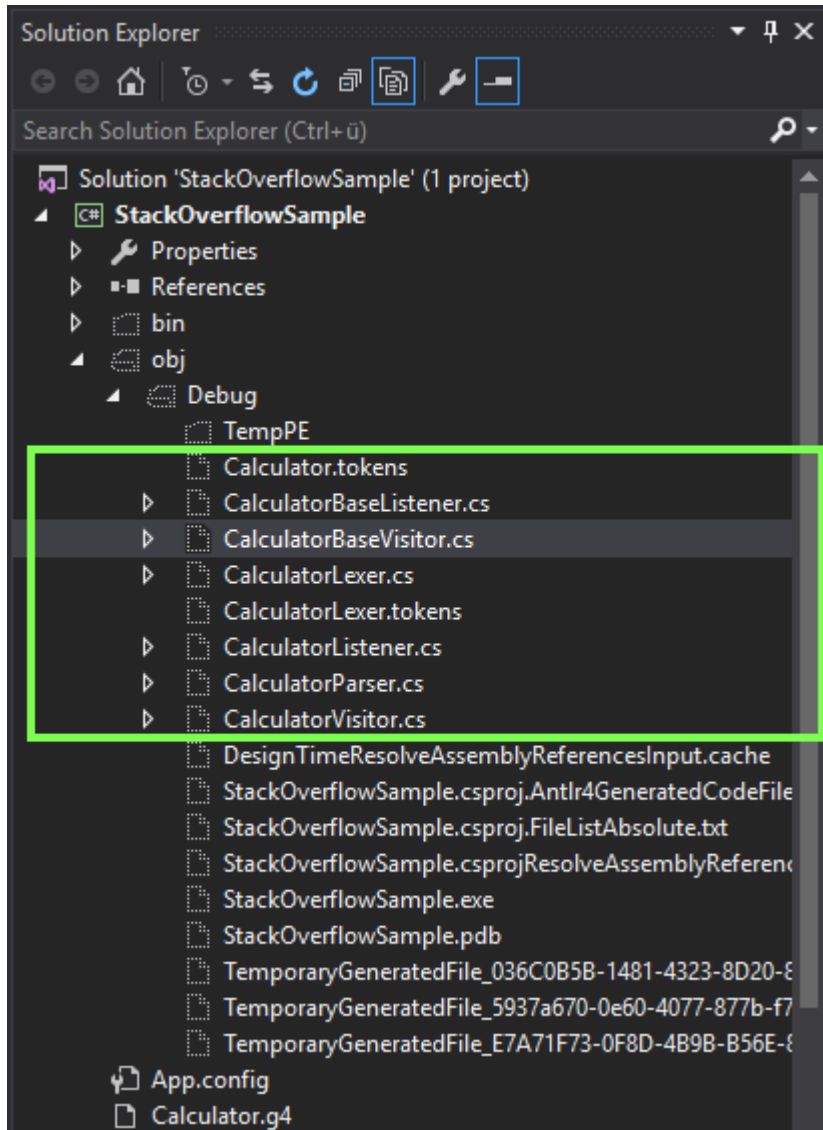 Solution Explorer
Search Solution Explorer (Ctrl+ü)
Solution 'StackOverflowSample' (1 project)
C# StackOverflowSample
Properties
References
bin
obj
Debug
TempPE
Calculator.tokens
CalculatorBaseListener.cs
CalculatorBaseVisitor.cs
CalculatorLexer.cs
CalculatorLexer.tokens
CalculatorListener.cs
CalculatorParser.cs
CalculatorVisitor.cs
DesignTimeResolveAssemblyReferencesInput.cache
StackOverflowSample.csproj.Antlr4GeneratedCodeFile
StackOverflowSample.csproj.FileListAbsolute.txt
StackOverflowSample.csprojResolveAssemblyReferenc
StackOverflowSample.exe
StackOverflowSample.pdb
TemporaryGeneratedFile_036C0B5B-1481-4323-8D20-8
TemporaryGeneratedFile_5937a670-0e60-4077-877b-f7
TemporaryGeneratedFile_E7A71F73-0F8D-4B9B-B56E-8
App.config
Calculator.g4